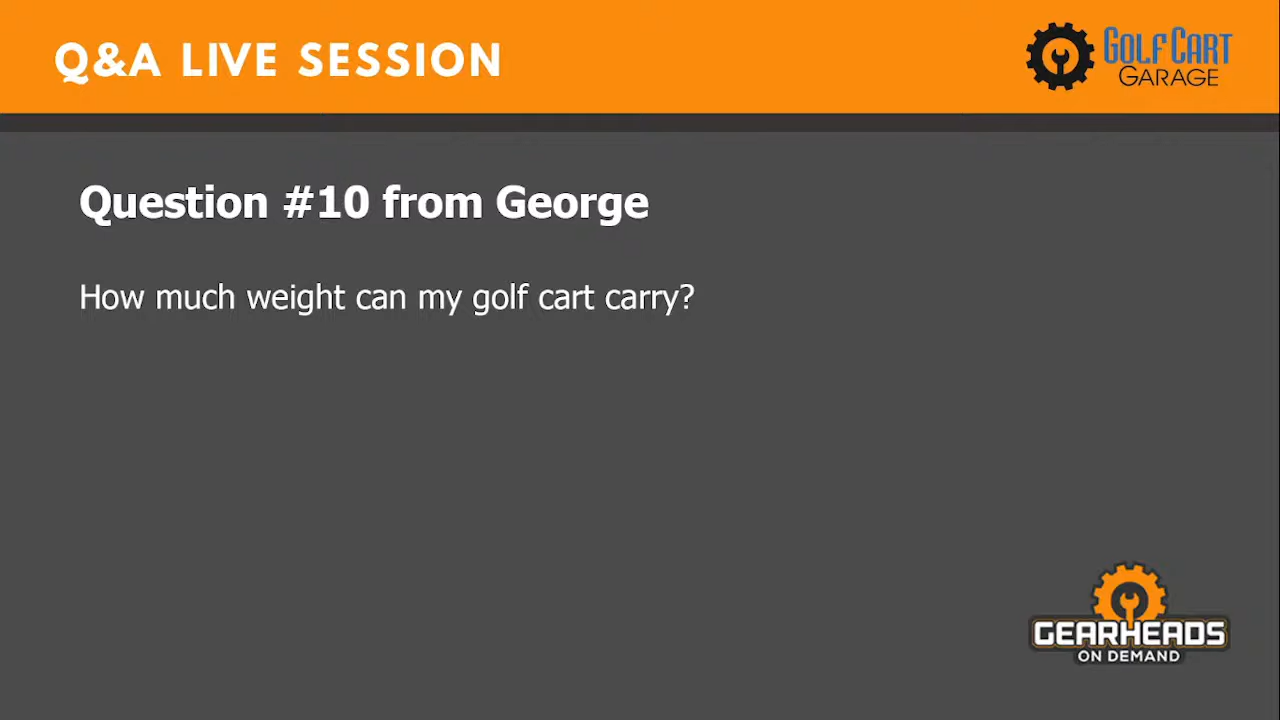 Q&A LIVE SESSION
GOLF CART
GARAGE
Question #10 from George
How much weight can my golf cart carry?
GEARHEADS
ON DEMAND